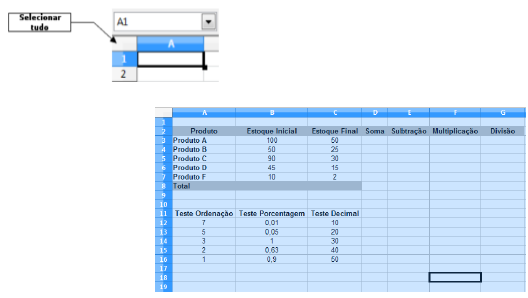 Selecionar
tudo
A1
A
1
2
A B C D E F G
1
2 Produto Estoque Inicial Estoque Final Soma Subtração Multiplicação Divisão
3 Produto A 100 50
4 Produto B 50 25
5 Produto C 90 30
6 Produto D 45 15
7 Produto F 10 2
8 Total
9
10
11 Teste Ordenação Teste Porcentagem Teste Decimal
12 7 0,01 10
13 5 0,05 20
14 3 1 30
15 2 0,63 40
16 1 0,9 50
17
18
19